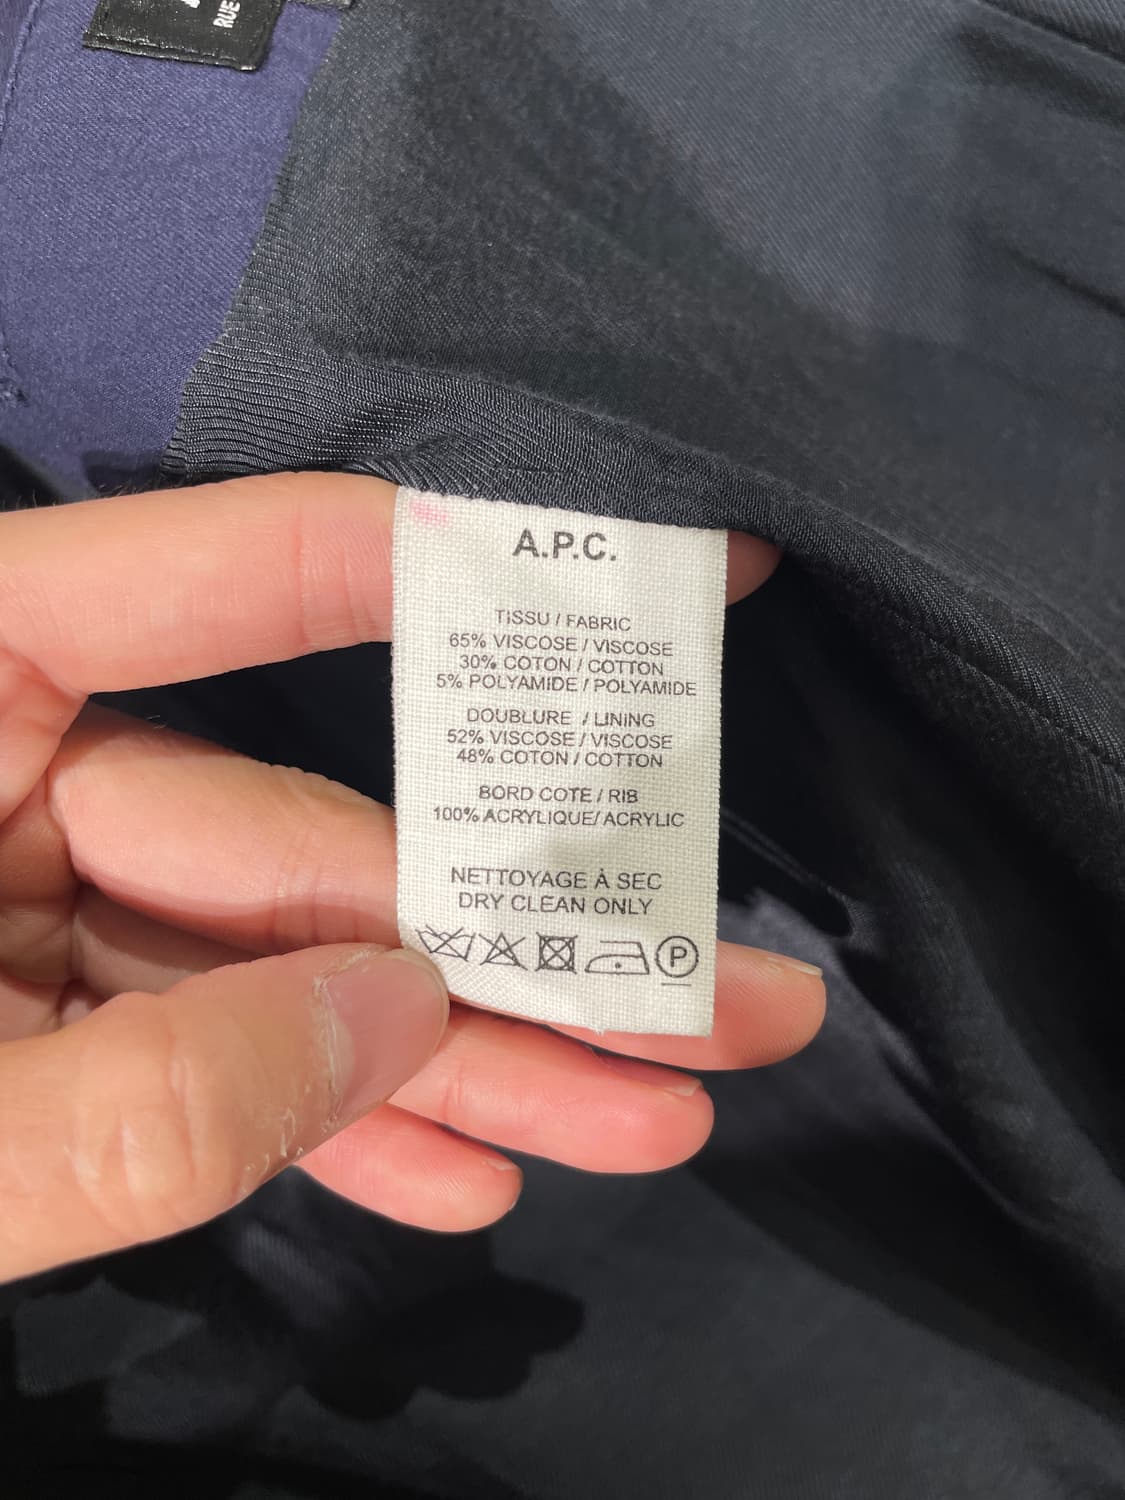 RUE
A.P.C.
TISSU / FABRIC
65% VISCOSE / VISCOSE
30% COTON / COTTON
5% POLYAMIDE / POLYAMIDE
DOUBLURE / LINING
52% VISCOSE / VISCOSE
48% COTON / COTTON
BORD COTE / RIB
100% ACRYLIQUE/ ACRYLIC
NETTOYAGE À SEC
DRY CLEAN ONLY
P